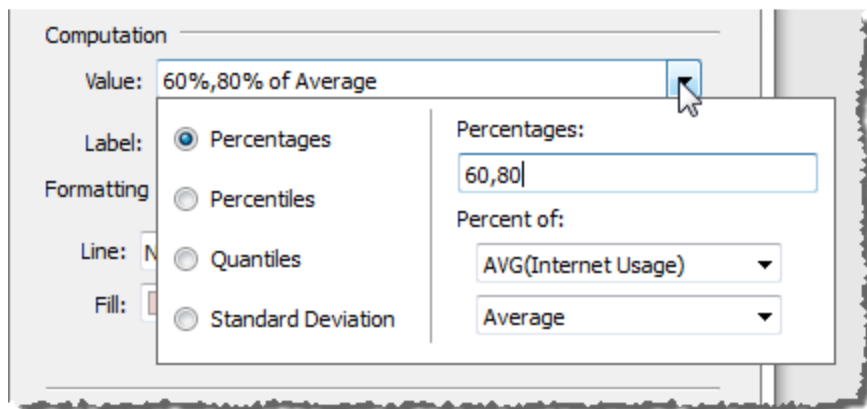 Computation
Value: 60%,80% of Average
Label:
Formatting
Line: N
Fill:
Percentages
Percentiles
Quantiles
Standard Deviation
Percentages:
60,80
Percent of:
AVG(Internet Usage)
Average